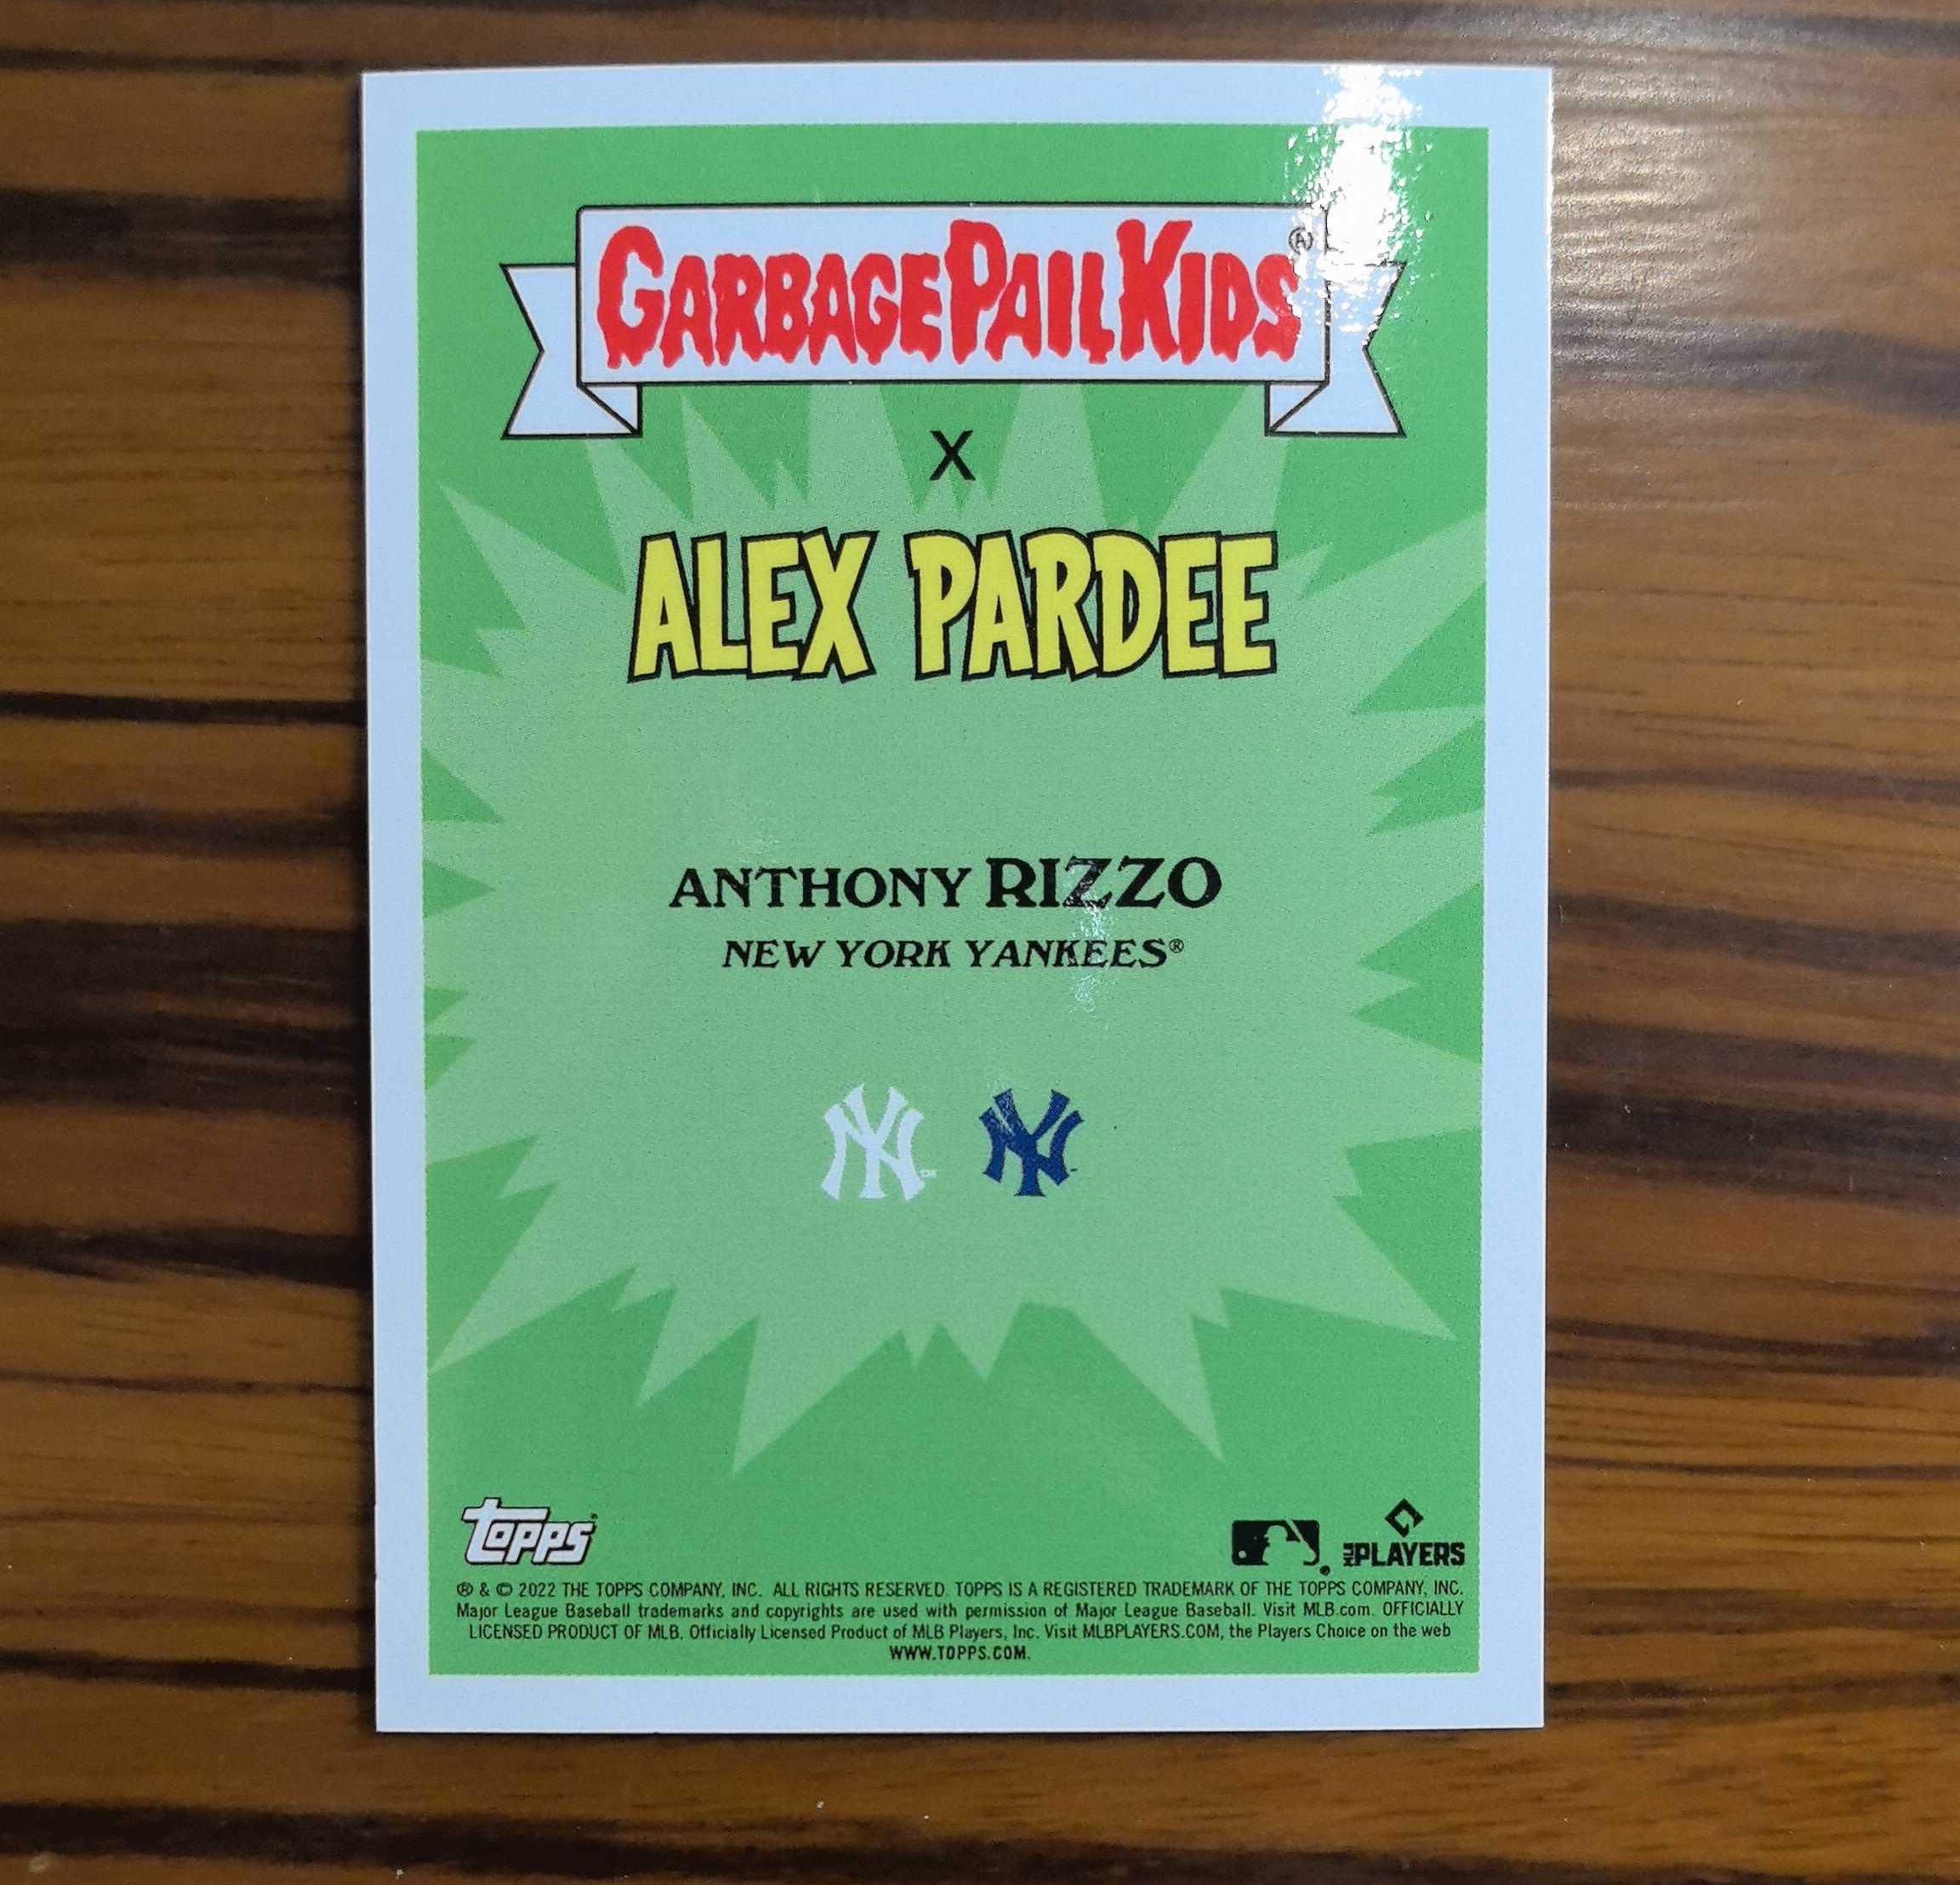 GARBAGE PAIL KIDS®
X
ALEX PARDEE
ANTHONY RIZZO
NEW YORK YANKEES®
NY NY
topps
MLB PLAYERS
® & © 2022 THE TOPPS COMPANY, INC. ALL RIGHTS RESERVED. TOPPS IS A REGISTERED TRADEMARK OF THE TOPPS COMPANY, INC.
Major League Baseball trademarks and copyrights are used with permission of Major League Baseball. Visit MLB.com. OFFICIALLY
LICENSED PRODUCT OF MLB. Officially Licensed Product of MLB Players, Inc. Visit MLBPLAYERS.COM, the Players Choice on the web
WWW.TOPPS.COM.